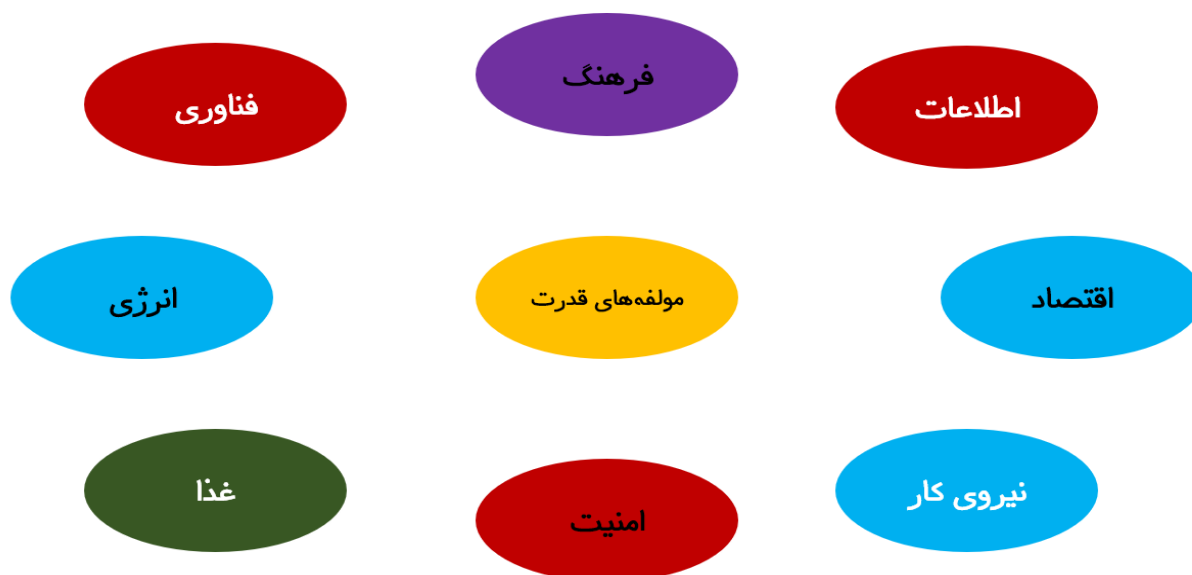 فرهنگ
اطلاعات
فناوری
اقتصاد
مولفه‌های قدرت
انرژی
نیروی کار
غذا
امنیت